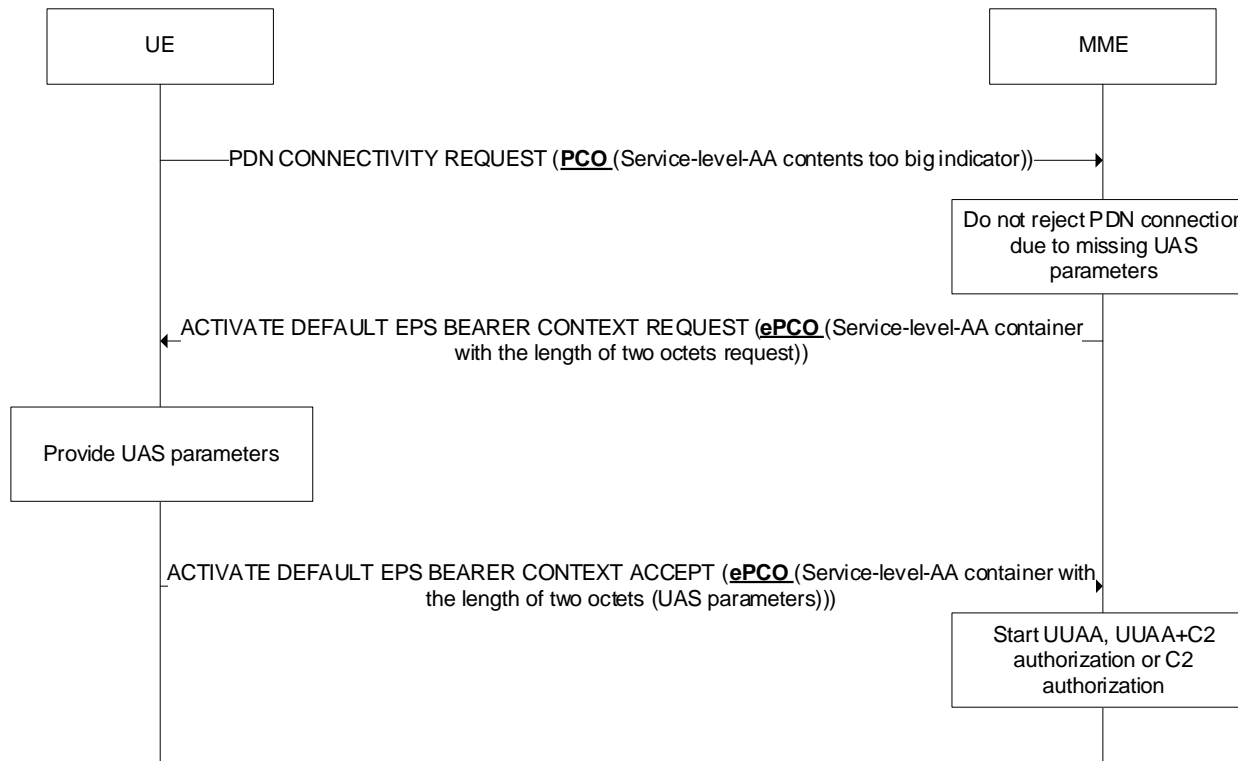 UE
MME
PDN CONNECTIVITY REQUEST (PCO (Service-level-AA contents too big indicator))
Do not reject PDN connection
due to missing UAS
parameters
ACTIVATE DEFAULT EPS BEARER CONTEXT REQUEST (ePCO (Service-level-AA container
with the length of two octets request))
Provide UAS parameters
ACTIVATE DEFAULT EPS BEARER CONTEXT ACCEPT (ePCO (Service-level-AA container with
the length of two octets (UAS parameters)))
Start UUAA, UUAA+C2
authorization or C2
authorization